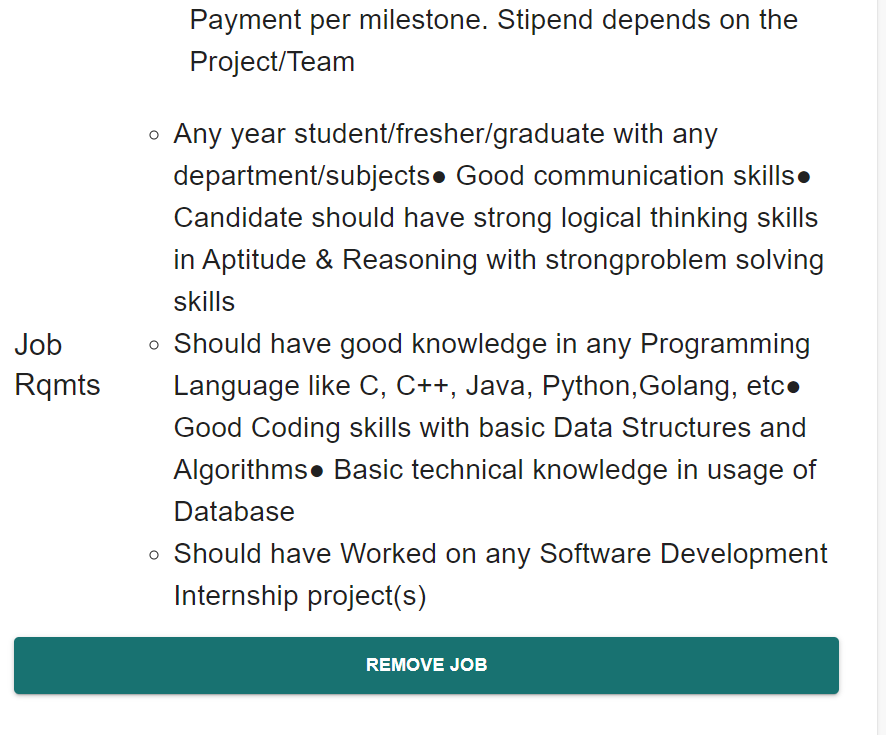 Payment per milestone. Stipend depends on the
Project/Team
Job
Rqmts
Any year student/fresher/graduate with any
department/subjects● Good communication skills●
Candidate should have strong logical thinking skills
in Aptitude & Reasoning with strongproblem solving
skills
Should have good knowledge in any Programming
Language like C, C++, Java, Python,Golang, etc●
Good Coding skills with basic Data Structures and
Algorithms● Basic technical knowledge in usage of
Database
Should have Worked on any Software Development
Internship project(s)
REMOVE JOB